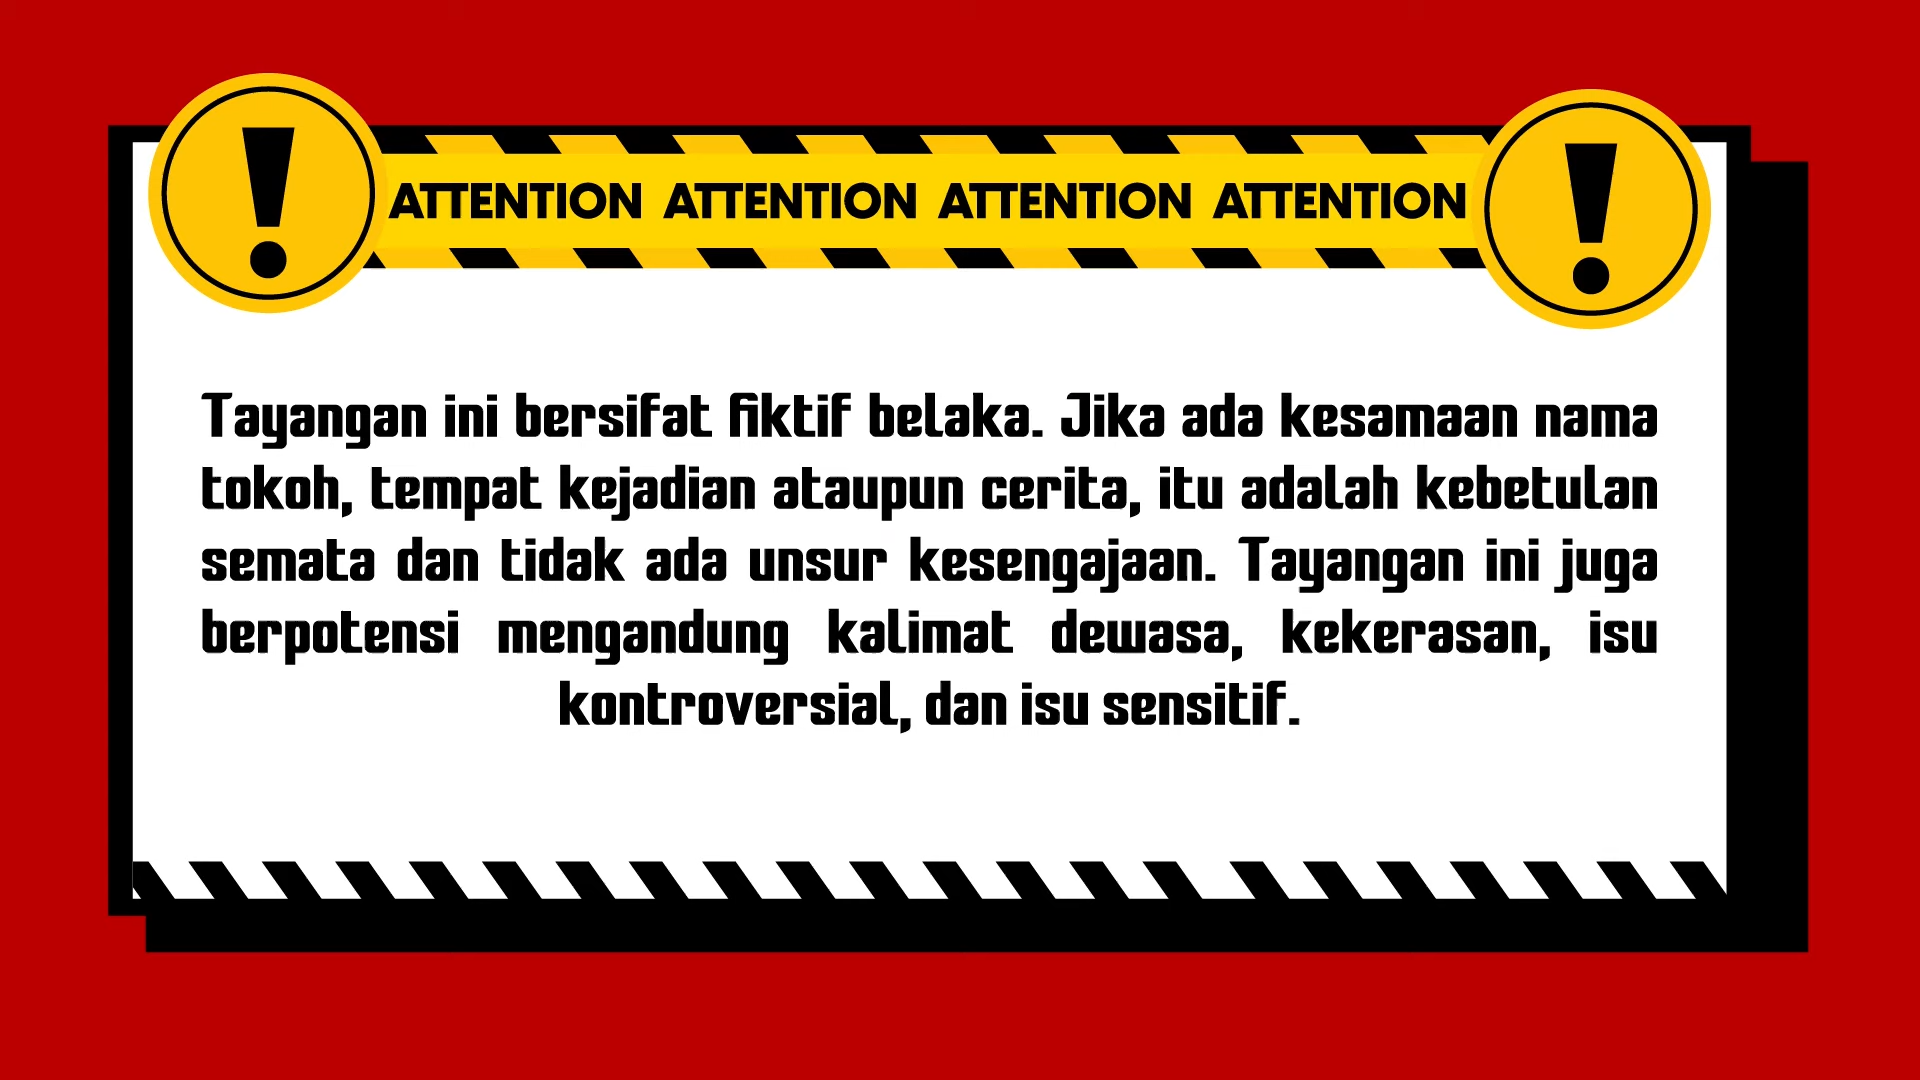 ATTENTION ATTENTION ATTENTION ATTENTION
Tayangan ini bersifat fiktif belaka. Jika ada kesamaan nama
tokoh, tempat kejadian ataupun cerita, itu adalah kebetulan
semata dan tidak ada unsur kesengajaan. Tayangan ini juga
berpotensi mengandung kalimat dewasa, kekerasan, isu
kontroversial, dan isu sensitif.